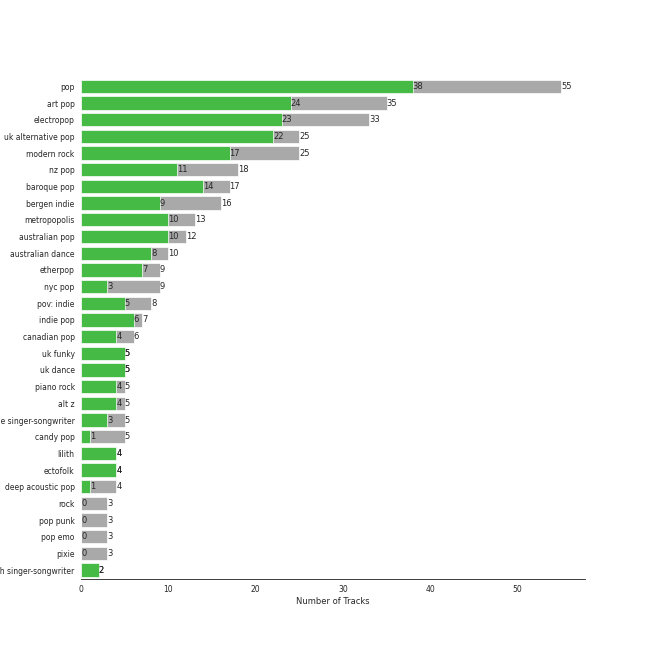 pop 38 55
art pop 24 35
electropop 23 33
uk alternative pop 22 25
modern rock 17 25
nz pop 11 18
baroque pop 14 17
bergen indie 9 16
metropopolis 10 13
australian pop 10 12
australian dance 8 10
etherpop 7 9
nyc pop 3 9
pov: indie 5 8
indie pop 6 7
canadian pop 4 6
uk funky 5
uk dance 5
piano rock 4 5
alt z 4 5
e singer-songwriter 3 5
candy pop 1 5
lilith 4
ectofolk 4
deep acoustic pop 1 4
rock 0 3
pop punk 0 3
pop emo 0 3
pixie 0 3
h singer-songwriter 2
0 10 20 30 40 50
Number of Tracks